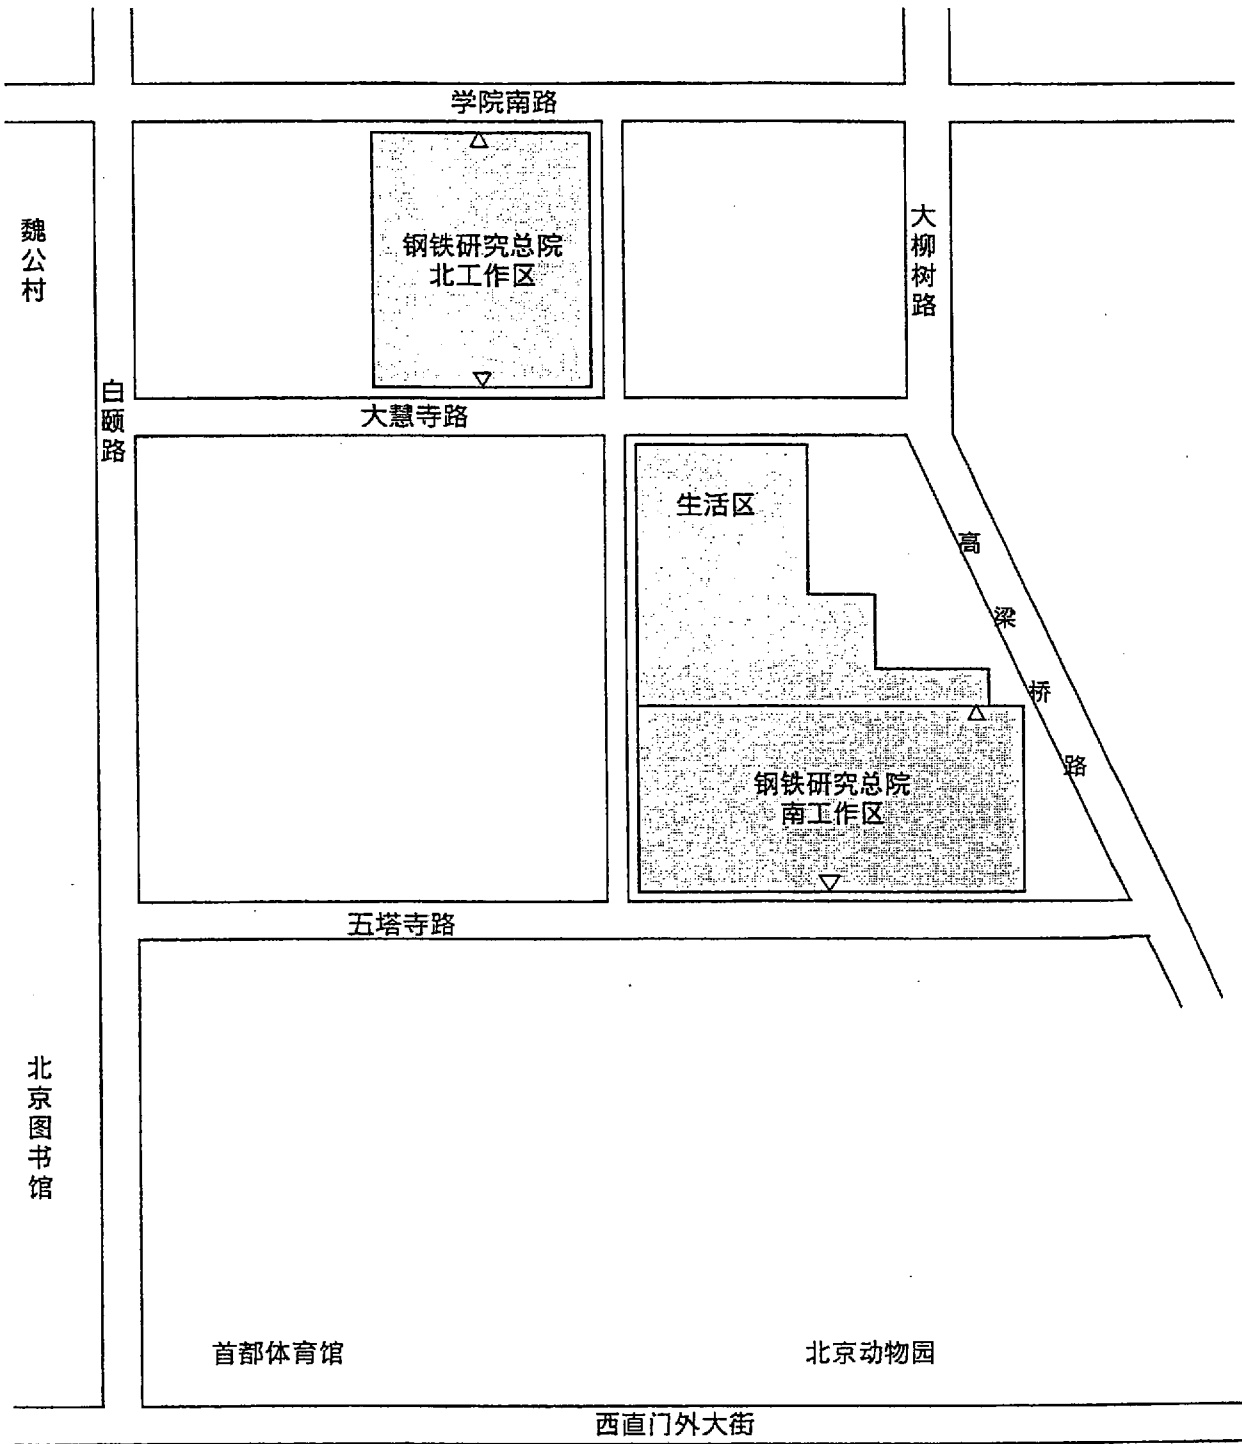 学院南路
钢铁研究总院
北工作区
魏公村
大柳树路
白颐路
大慧寺路
生活区
高梁桥路
钢铁研究总院
南工作区
五塔寺路
北京图书馆
首都体育馆
北京动物园
西直门外大街